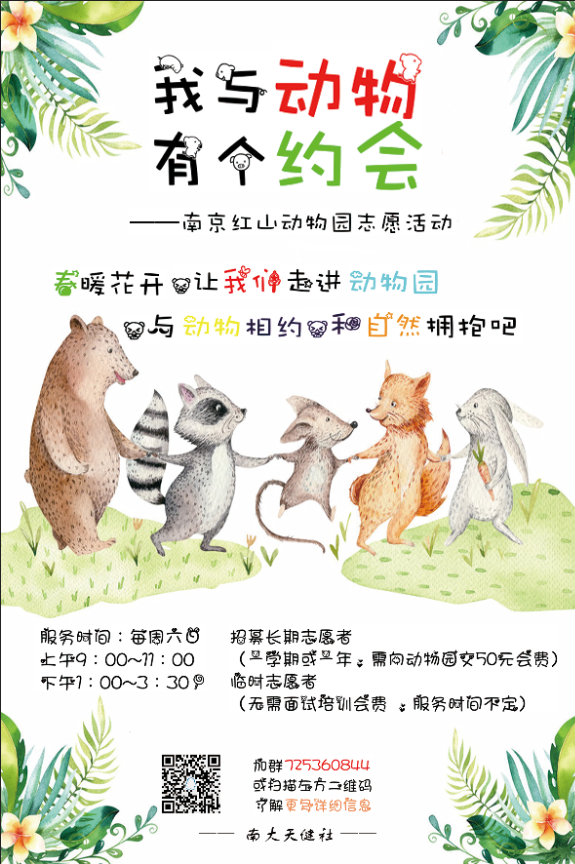 我与动物
有个约会
——南京红山动物园志愿活动
春暖花开 让我们走进动物园
与动物相约 和自然拥抱吧
服务时间：每周六日
上午9：00~11：00
下午1：00~3：30
招募长期志愿者
（一学期或一年，需向动物园交50元会费）
临时志愿者
（无需面试培训会费，服务时间不定）
加群725360844
或扫描左方二维码
了解更多详细信息
—— 南大天健社 ——